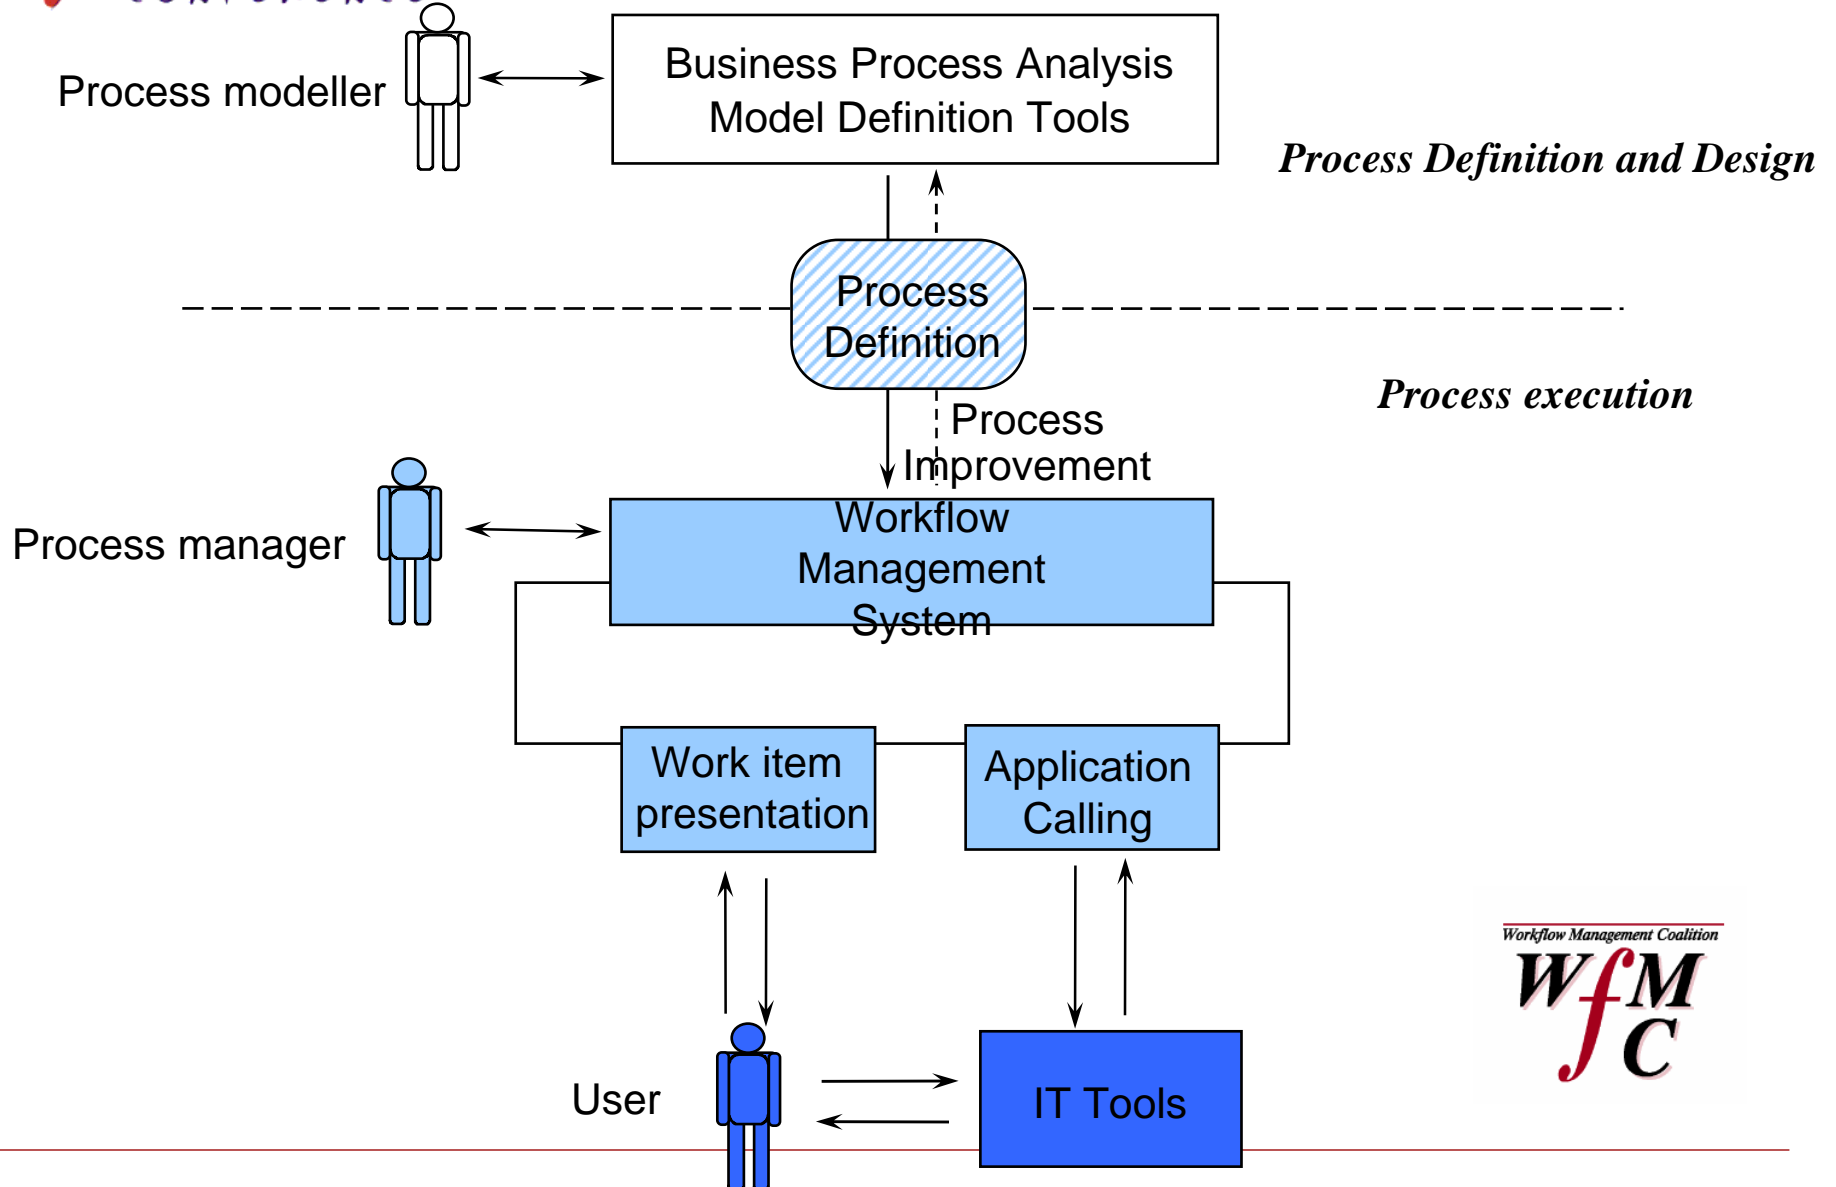 Process modeller
Business Process Analysis
Model Definition Tools
Process Definition and Design
Process
Definition
Process execution
Process
Improvement
Process manager
Workflow
Management
System
Work item
presentation
Application
Calling
Workflow Management Coalition
WfM
C
User
IT Tools